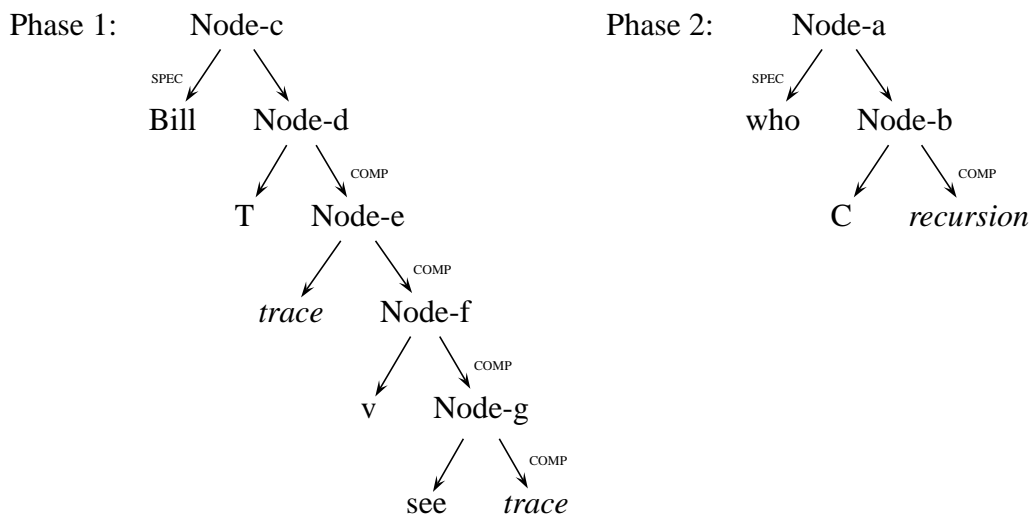 Phase 1: Node-c Phase 2: Node-a
SPEC SPEC
Bill Node-d who Node-b
COMP COMP
T Node-e C recursion
COMP
trace Node-f
COMP
v Node-g
COMP
see trace